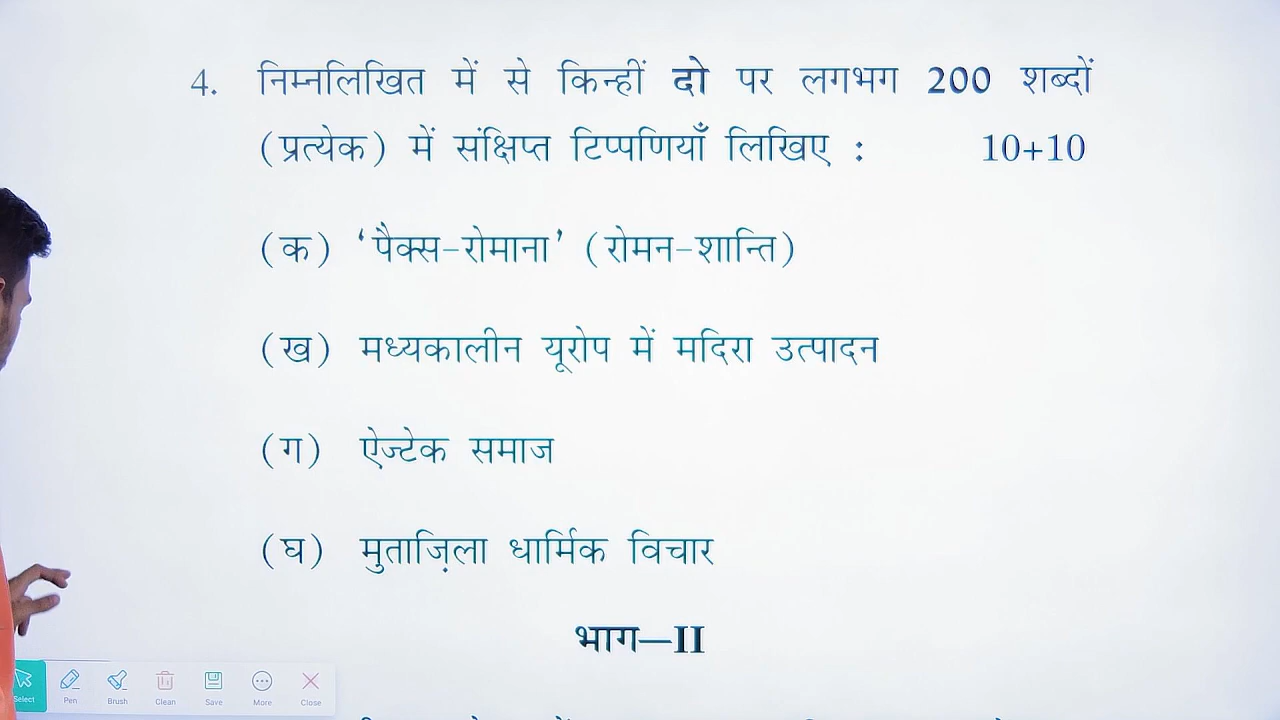 4. निम्नलिखित में से किन्हीं दो पर लगभग 200 शब्दों
(प्रत्येक) में संक्षिप्त टिप्पणियाँ लिखिए : 10+10
(क) ‘पैक्स-रोमाना’ (रोमन-शान्ति)
(ख) मध्यकालीन यूरोप में मदिरा उत्पादन
(ग) ऐज्टेक समाज
(घ) मुताज़िला धार्मिक विचार
भाग—II
Select Pen Brush Clean Save More Close